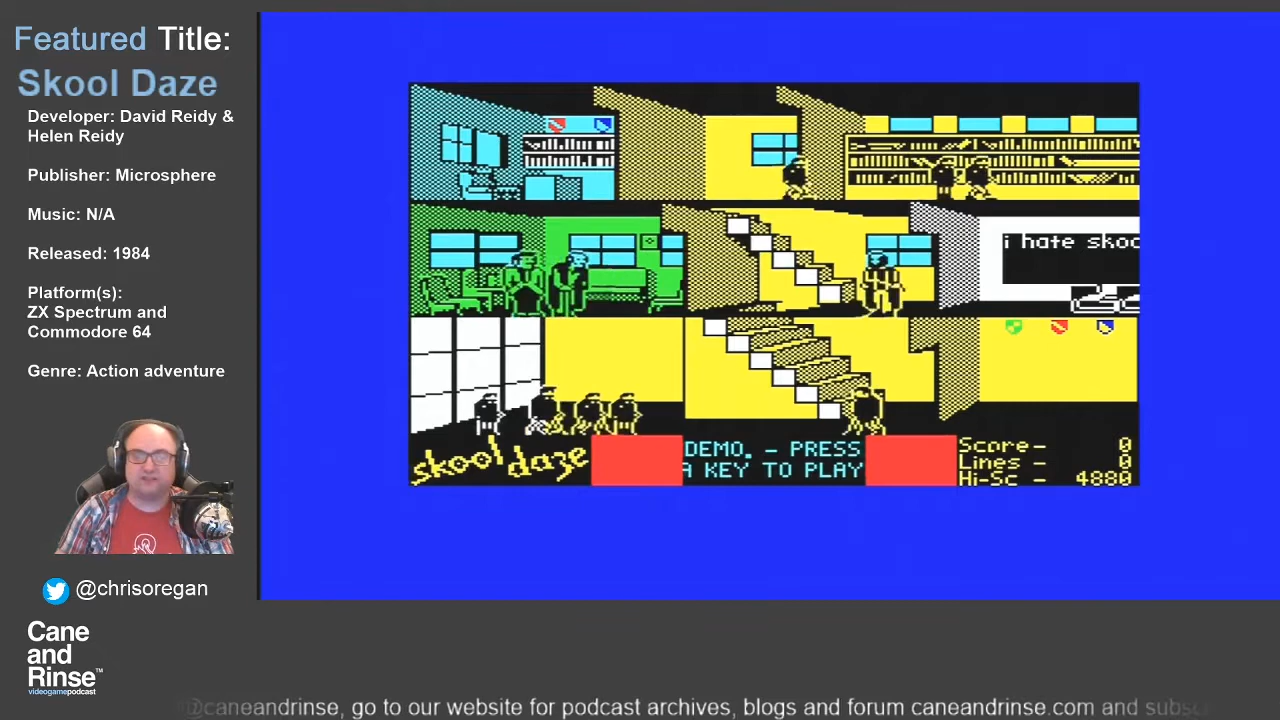 Featured Title:
Skool Daze
Developer: David Reidy &
Helen Reidy
Publisher: Microsphere
Music: N/A
Released: 1984
Platform(s):
ZX Spectrum and
Commodore 64
Genre: Action adventure
@chrisoregan
Cane
and
Rinse™
videogamepodcast
i hate skoo
skool daze
DEMO. - PRESS
A KEY TO PLAY
Score- 0
Lines - 0
Hi-Sc - 4880
@caneandrinse, go to our website for podcast archives, blogs and forum caneandrinse.com and subsc